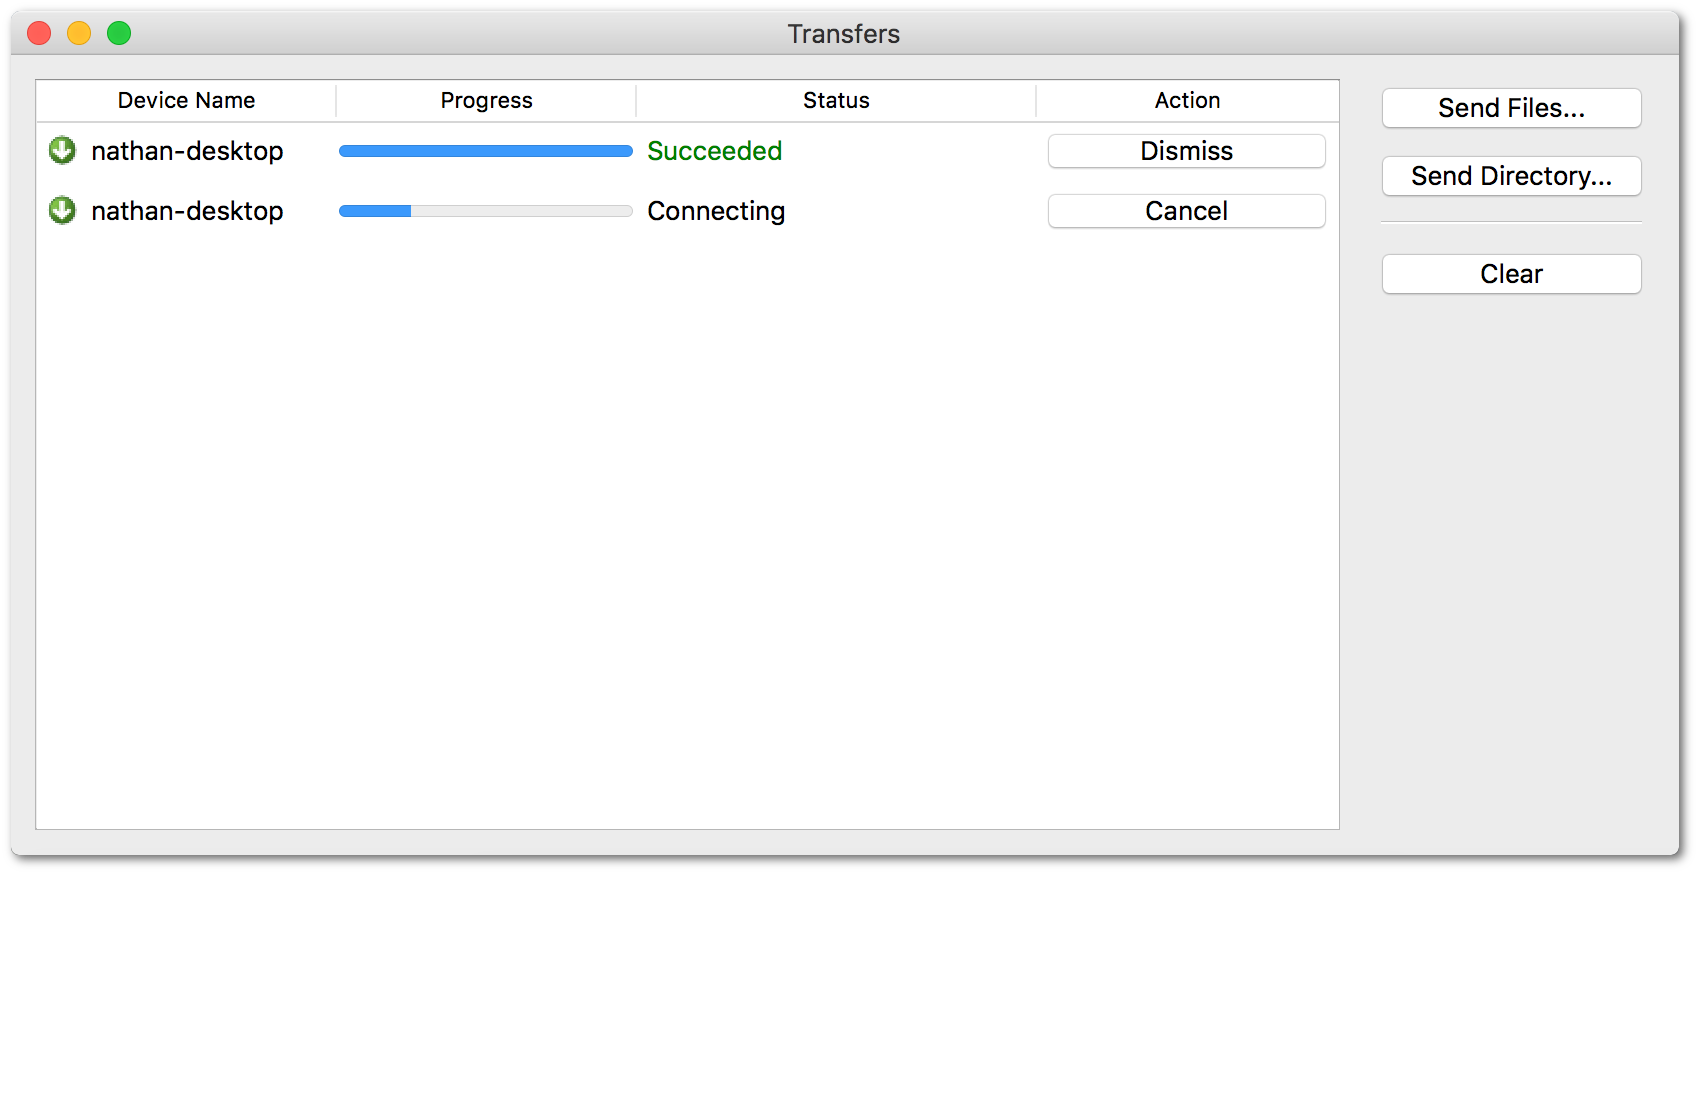 Transfers
Device Name Progress Status Action
nathan-desktop Succeeded Dismiss
nathan-desktop Connecting Cancel
Send Files...
Send Directory...
Clear